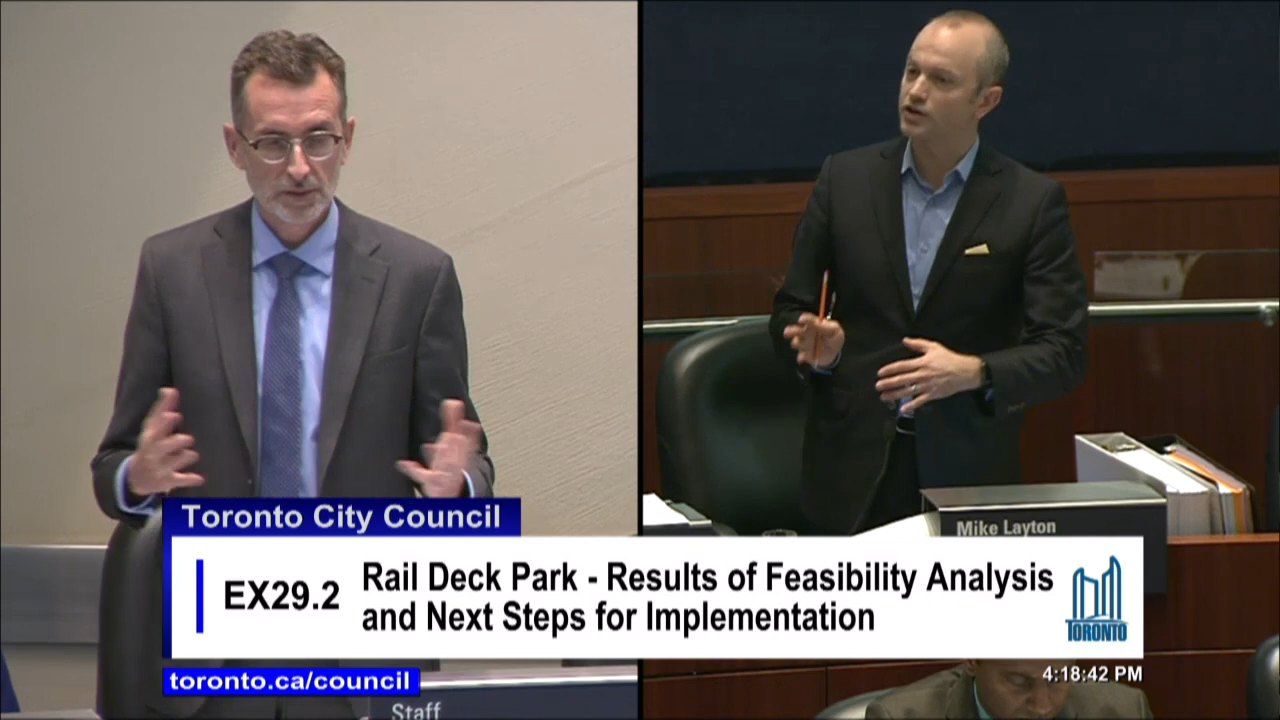 Mike Layton
Toronto City Council
EX29.2
Rail Deck Park - Results of Feasibility Analysis
and Next Steps for Implementation
TORONTO
toronto.ca/council
4:18:42 PM
Staff